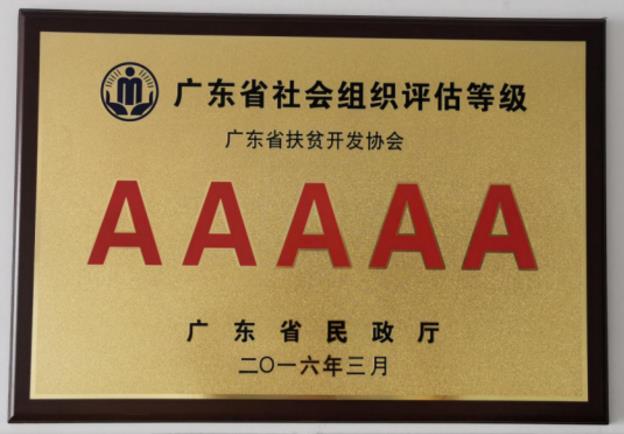 广东省社会组织评估等级
广东省扶贫开发协会
AAAAA
广东省民政厅
二〇一六年三月